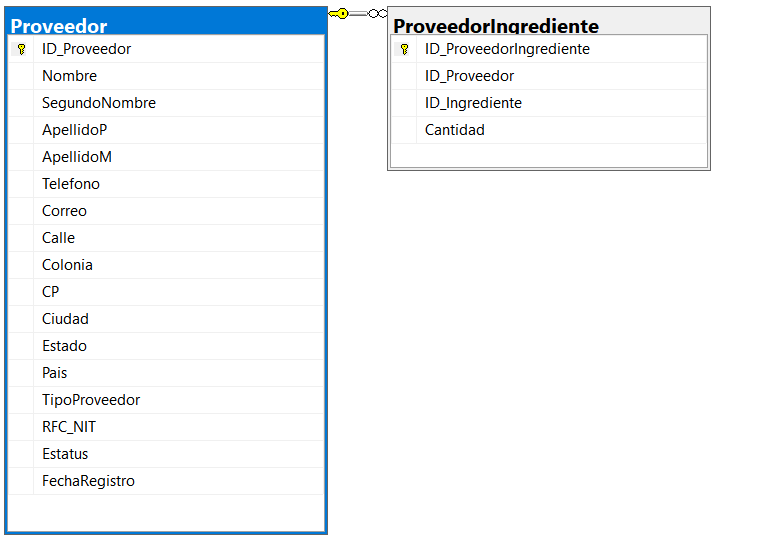 Proveedor
ID_Proveedor
Nombre
SegundoNombre
ApellidoP
ApellidoM
Telefono
Correo
Calle
Colonia
CP
Ciudad
Estado
Pais
TipoProveedor
RFC_NIT
Estatus
FechaRegistro
ProveedorIngrediente
ID_ProveedorIngrediente
ID_Proveedor
ID_Ingrediente
Cantidad